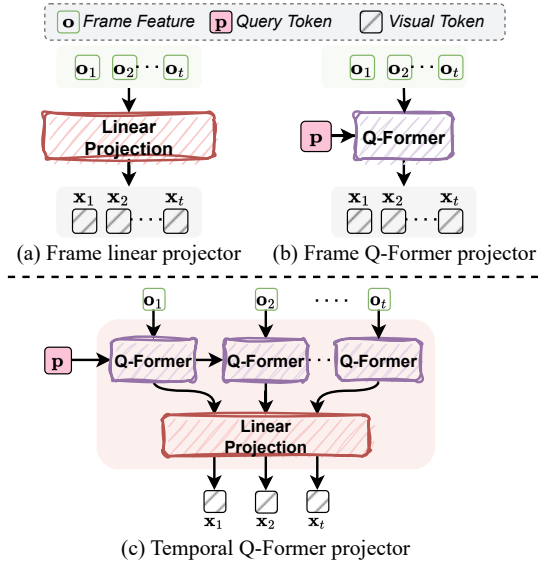 o Frame Feature p Query Token Visual Token
o1 o2 ··· ot
Linear
Projection
x1 x2 xt
····
(a) Frame linear projector
o1 o2 ··· ot
p
Q-Former
x1 x2 xt
····
(b) Frame Q-Former projector
o1 o2 ···· ot
p
Q-Former Q-Former ··· Q-Former
Linear
Projection
x1 x2 xt
(c) Temporal Q-Former projector